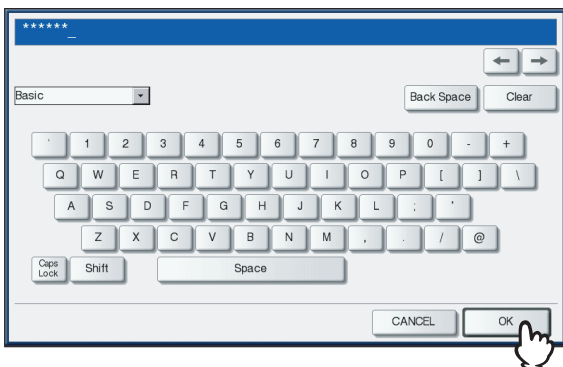 ******_
← →
Basic Back Space Clear
' 1 2 3 4 5 6 7 8 9 0 - +
Q W E R T Y U I O P [ ] \
A S D F G H J K L ; '
Z X C V B N M , . / @
Caps Lock Shift Space
CANCEL OK